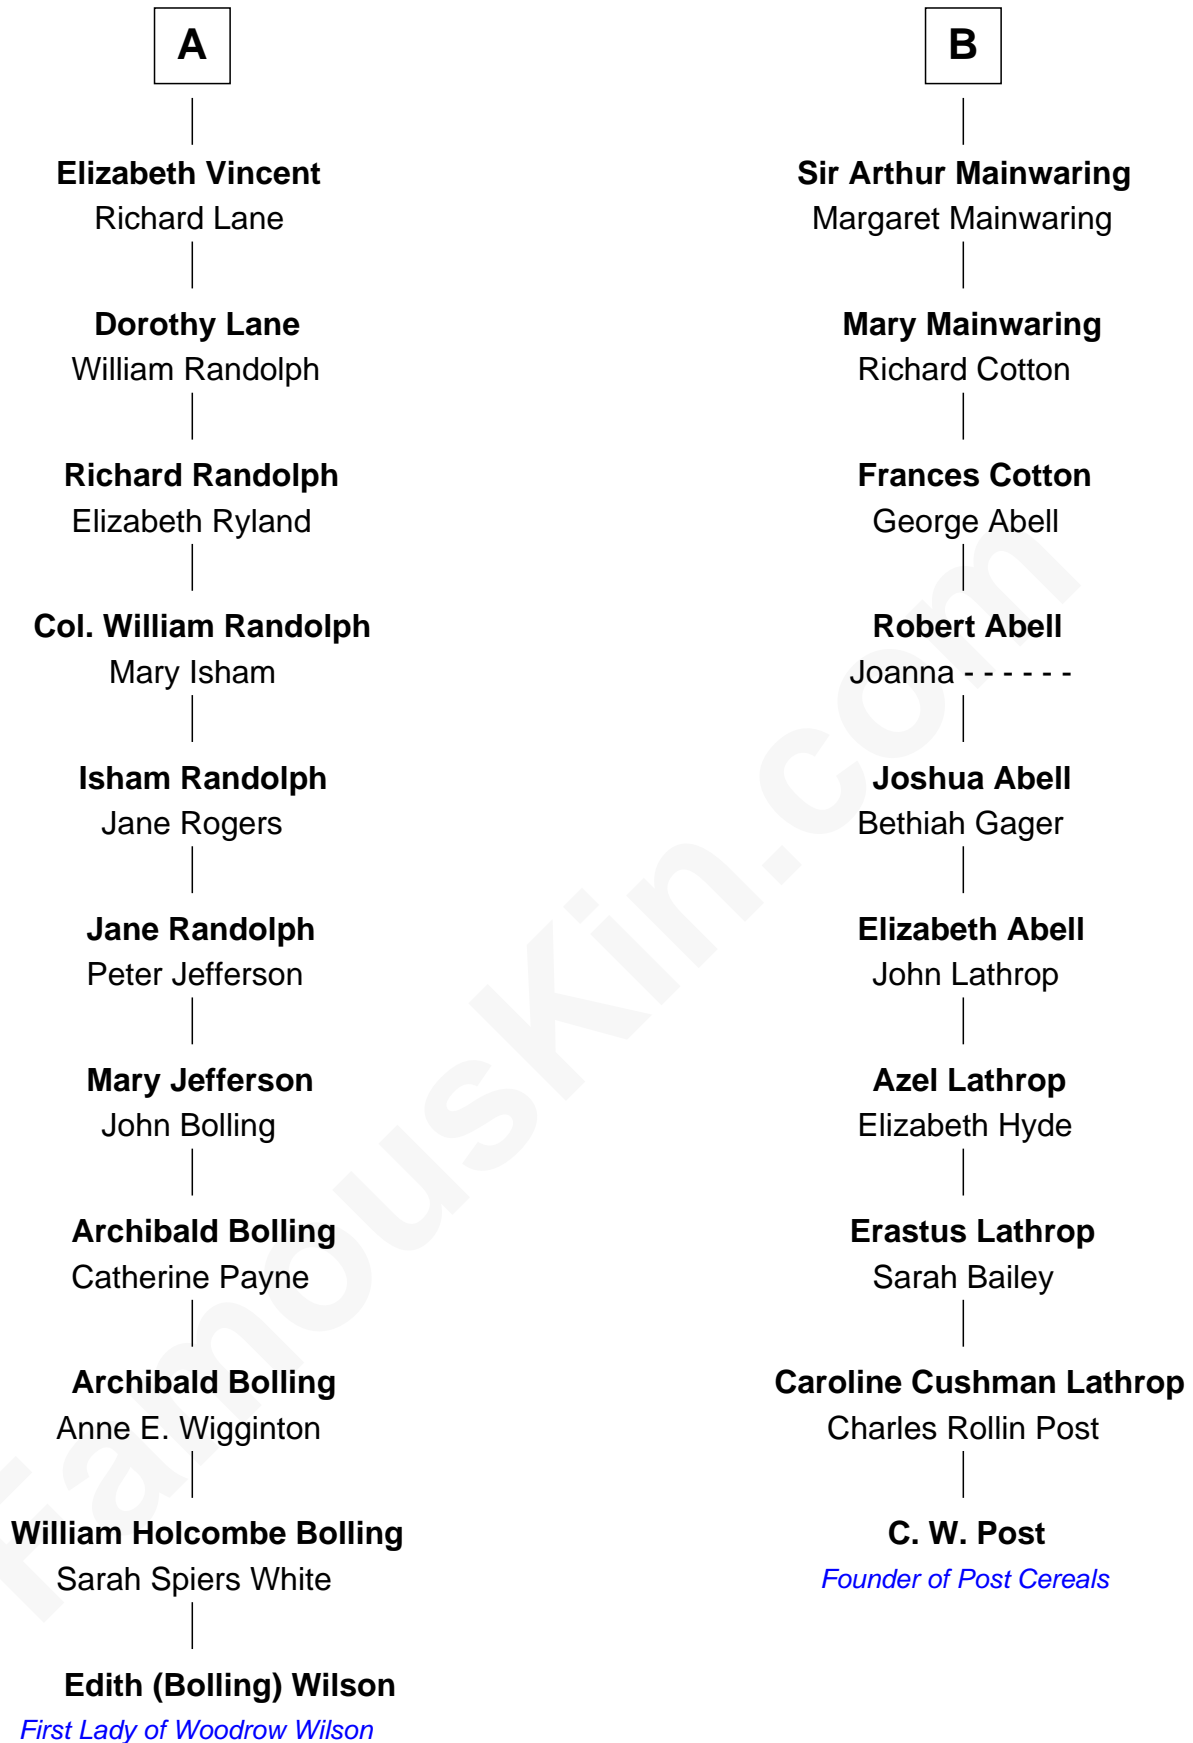 A
Elizabeth Vincent
Richard Lane
Dorothy Lane
William Randolph
Richard Randolph
Elizabeth Ryland
Col. William Randolph
Mary Isham
Isham Randolph
Jane Rogers
Jane Randolph
Peter Jefferson
Mary Jefferson
John Bolling
Archibald Bolling
Catherine Payne
Archibald Bolling
Anne E. Wigginton
William Holcombe Bolling
Sarah Spiers White
Edith (Bolling) Wilson
First Lady of Woodrow Wilson
B
Sir Arthur Mainwaring
Margaret Mainwaring
Mary Mainwaring
Richard Cotton
Frances Cotton
George Abell
Robert Abell
Joanna - - - - - -
Joshua Abell
Bethiah Gager
Elizabeth Abell
John Lathrop
Azel Lathrop
Elizabeth Hyde
Erastus Lathrop
Sarah Bailey
Caroline Cushman Lathrop
Charles Rollin Post
C. W. Post
Founder of Post Cereals
FamousKin.com